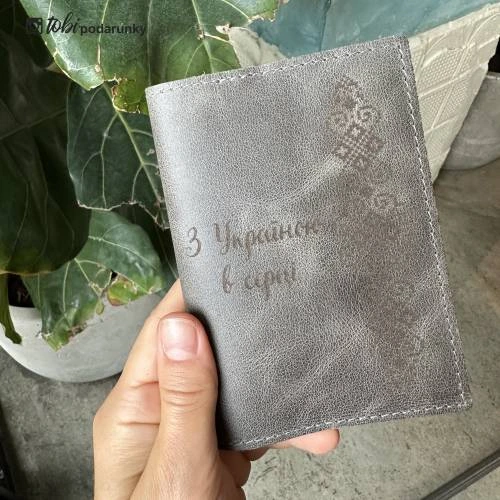 tobi podarunky
З Україною
в серці